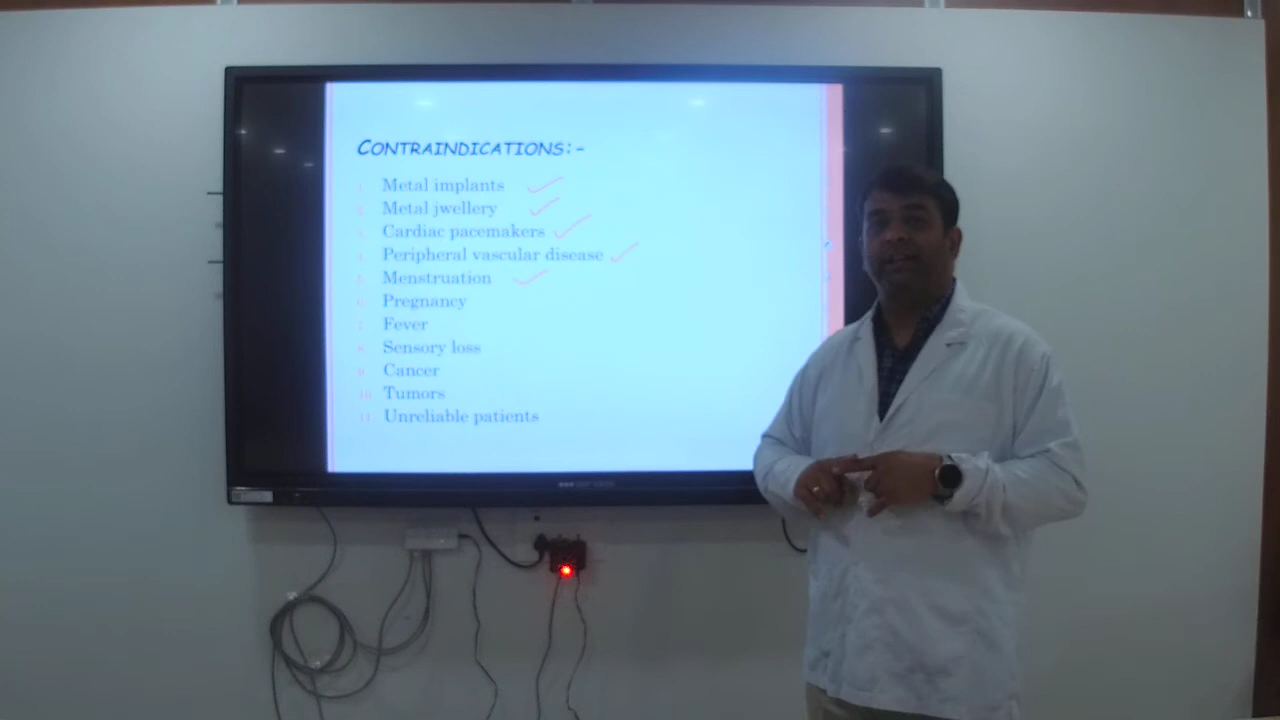 CONTRAINDICATIONS:-
1. Metal implants
2. Metal jwellery
3. Cardiac pacemakers
4. Peripheral vascular disease
5. Menstruation
6. Pregnancy
7. Fever
8. Sensory loss
9. Cancer
10. Tumors
11. Unreliable patients